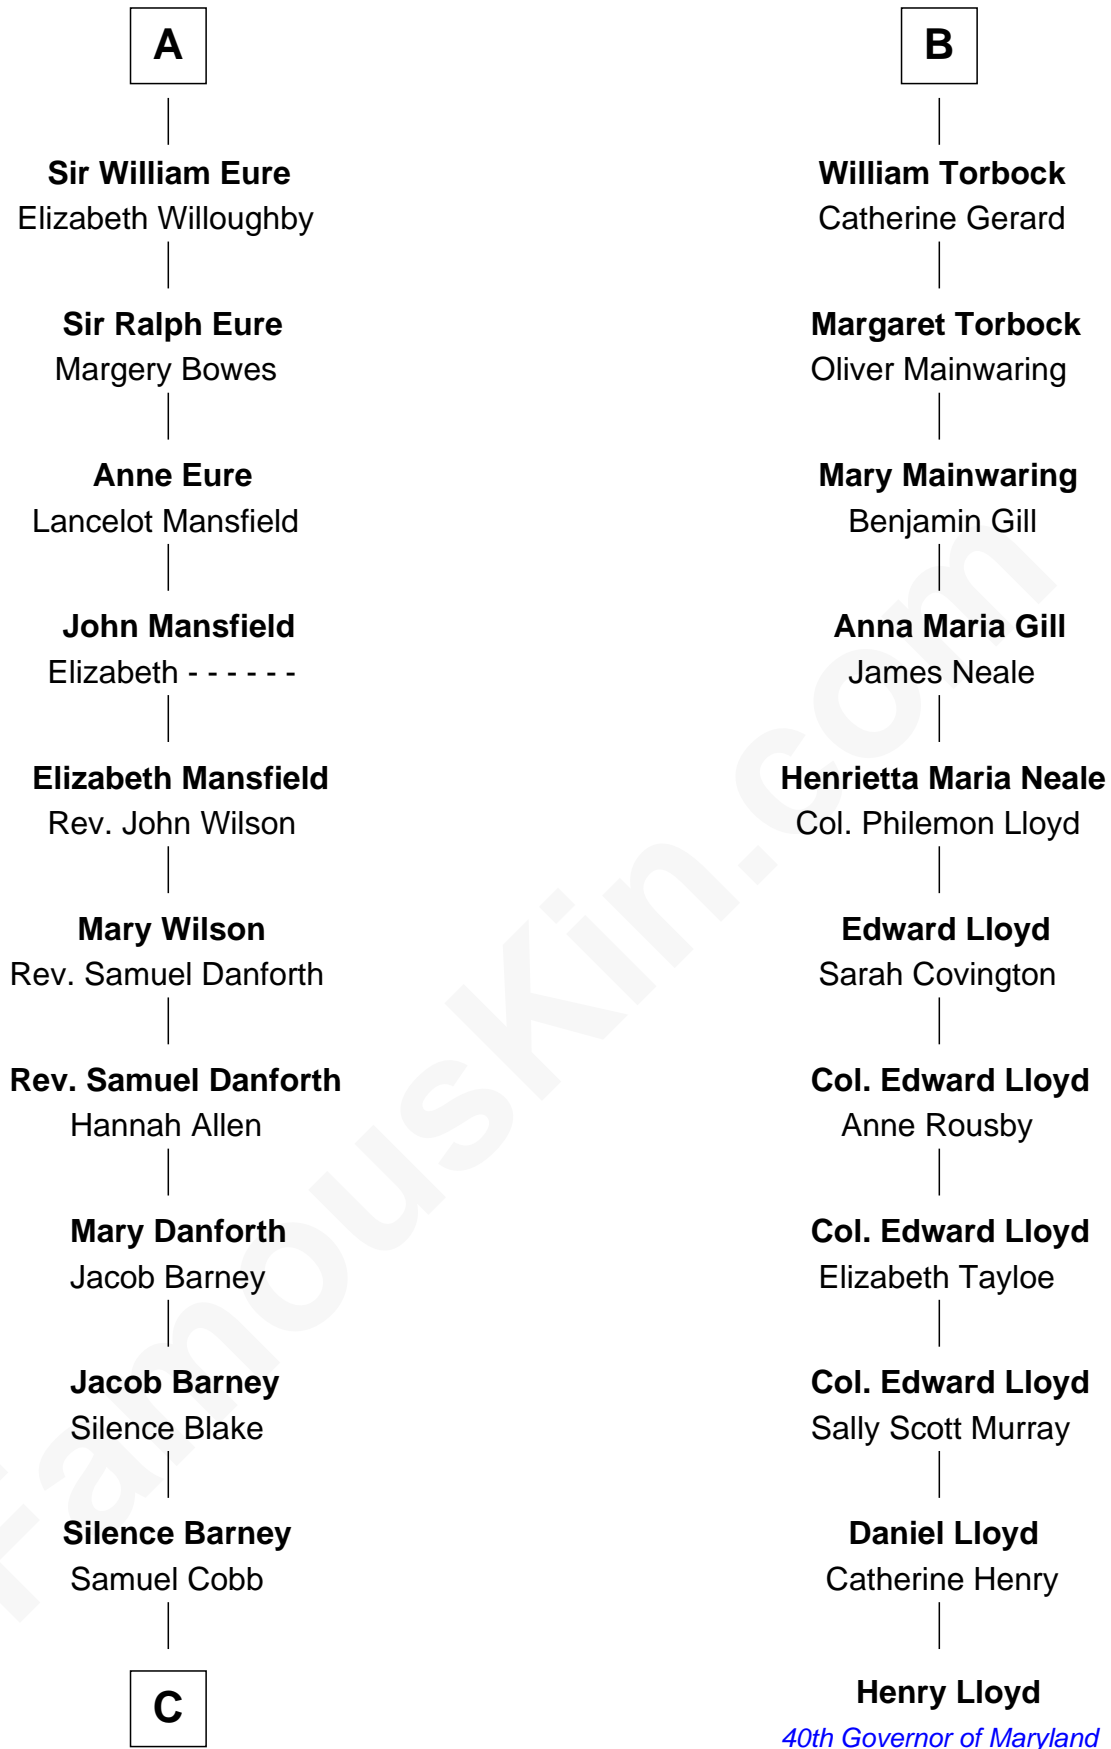 A
Sir William Eure
Elizabeth Willoughby
Sir Ralph Eure
Margery Bowes
Anne Eure
Lancelot Mansfield
John Mansfield
Elizabeth - - - - - -
Elizabeth Mansfield
Rev. John Wilson
Mary Wilson
Rev. Samuel Danforth
Rev. Samuel Danforth
Hannah Allen
Mary Danforth
Jacob Barney
Jacob Barney
Silence Blake
Silence Barney
Samuel Cobb
C
B
William Torbock
Catherine Gerard
Margaret Torbock
Oliver Mainwaring
Mary Mainwaring
Benjamin Gill
Anna Maria Gill
James Neale
Henrietta Maria Neale
Col. Philemon Lloyd
Edward Lloyd
Sarah Covington
Col. Edward Lloyd
Anne Rousby
Col. Edward Lloyd
Elizabeth Tayloe
Col. Edward Lloyd
Sally Scott Murray
Daniel Lloyd
Catherine Henry
Henry Lloyd
40th Governor of Maryland
FamousKin.com